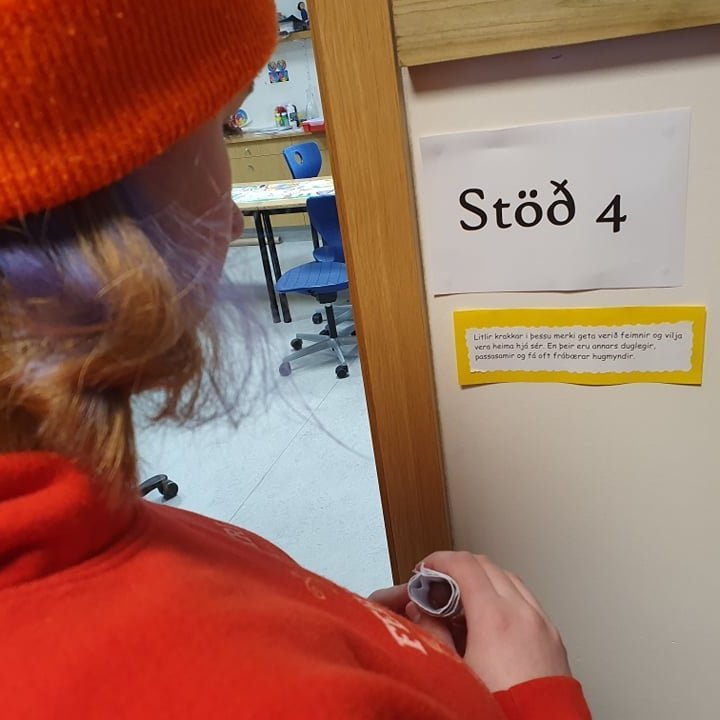 Stöð 4
Litlir krakkar í þessu merki geta verið feimnir og vilja
vera heima hjá sér. En þeir eru annars duglegir,
passasamir og fá oft frábærar hugmyndir.